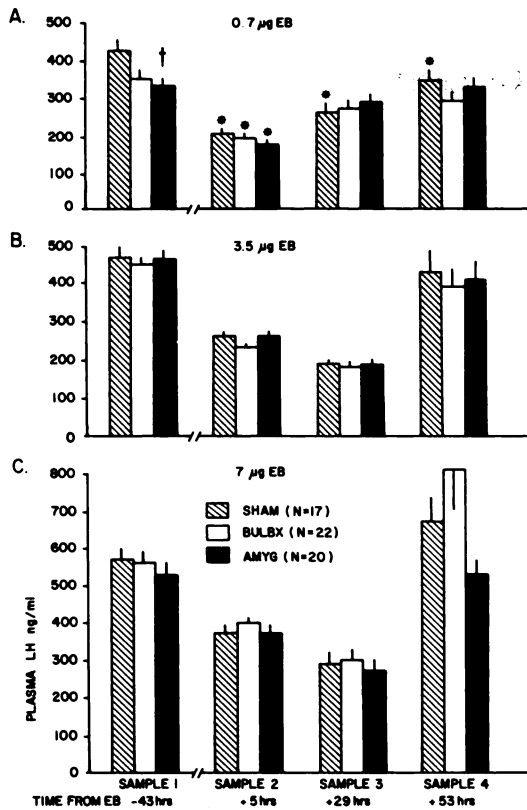 A.
0.7 µg EB
500
400
300
200
100
0
†
*
*
*
*
*
B.
3.5 µg EB
500
400
300
200
100
0
C.
7 µg EB
800
700
600
500
400
300
200
100
0
PLASMA LH ng/ml
SHAM (N=17)
BULBX (N=22)
AMYG (N=20)
SAMPLE 1 SAMPLE 2 SAMPLE 3 SAMPLE 4
TIME FROM EB -43 hrs + 5 hrs +29 hrs + 53 hrs